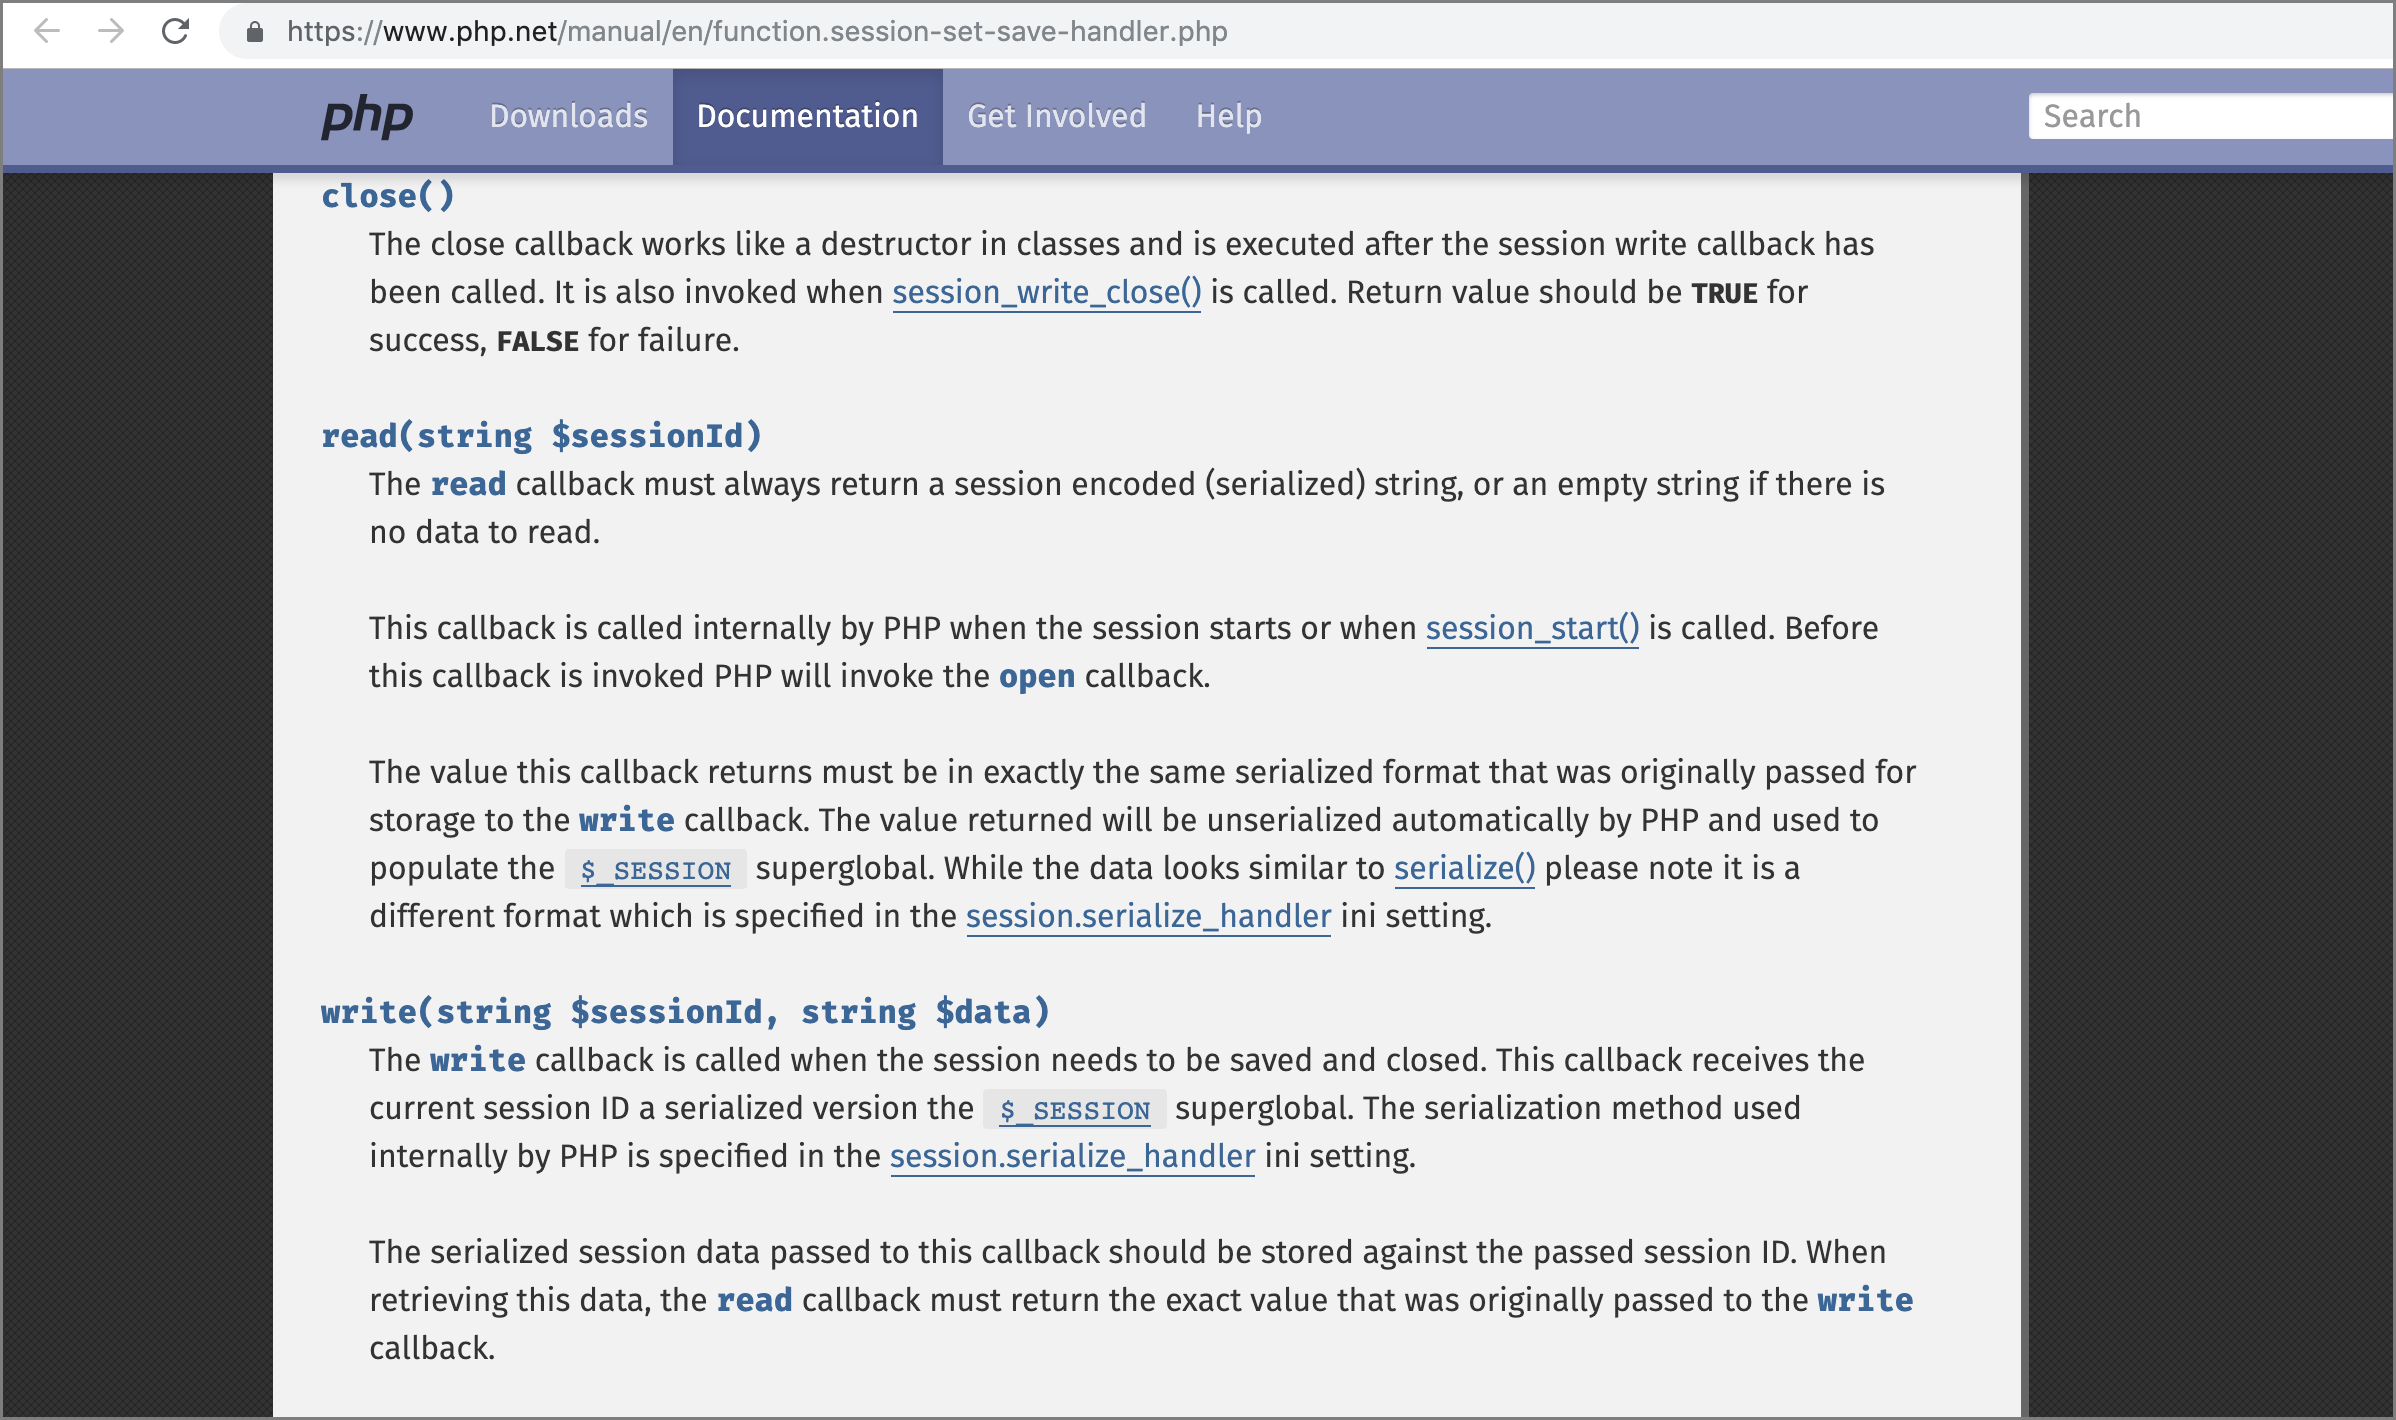 https://www.php.net/manual/en/function.session-set-save-handler.php
php Downloads Documentation Get Involved Help Search
close()
The close callback works like a destructor in classes and is executed after the session write callback has
been called. It is also invoked when session_write_close() is called. Return value should be TRUE for
success, FALSE for failure.
read(string $sessionId)
The read callback must always return a session encoded (serialized) string, or an empty string if there is
no data to read.
This callback is called internally by PHP when the session starts or when session_start() is called. Before
this callback is invoked PHP will invoke the open callback.
The value this callback returns must be in exactly the same serialized format that was originally passed for
storage to the write callback. The value returned will be unserialized automatically by PHP and used to
populate the $_SESSION superglobal. While the data looks similar to serialize() please note it is a
different format which is specified in the session.serialize_handler ini setting.
write(string $sessionId, string $data)
The write callback is called when the session needs to be saved and closed. This callback receives the
current session ID a serialized version the $_SESSION superglobal. The serialization method used
internally by PHP is specified in the session.serialize_handler ini setting.
The serialized session data passed to this callback should be stored against the passed session ID. When
retrieving this data, the read callback must return the exact value that was originally passed to the write
callback.